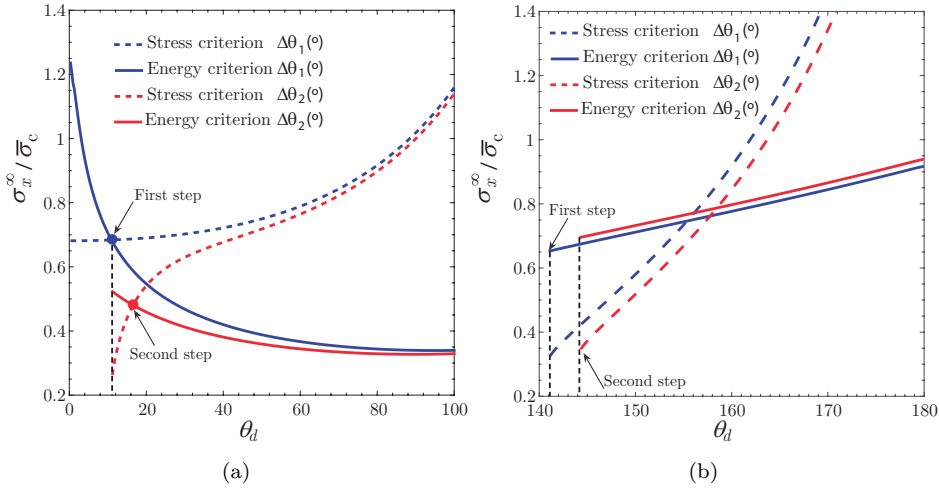 Stress criterion Δθ1(º)
Energy criterion Δθ1(º)
Stress criterion Δθ2(º)
Energy criterion Δθ2(º)
1.4
1.2
1
0.8
0.6
0.4
0.2
σx∞ / σ̿c
First step
Second step
0
20
40
60
80
100
θd
(a)
Stress criterion Δθ1(º)
Energy criterion Δθ1(º)
Stress criterion Δθ2(º)
Energy criterion Δθ2(º)
1.4
1.2
1
0.8
0.6
0.4
0.2
σx∞ / σ̿c
First step
Second step
140
150
160
170
180
θd
(b)